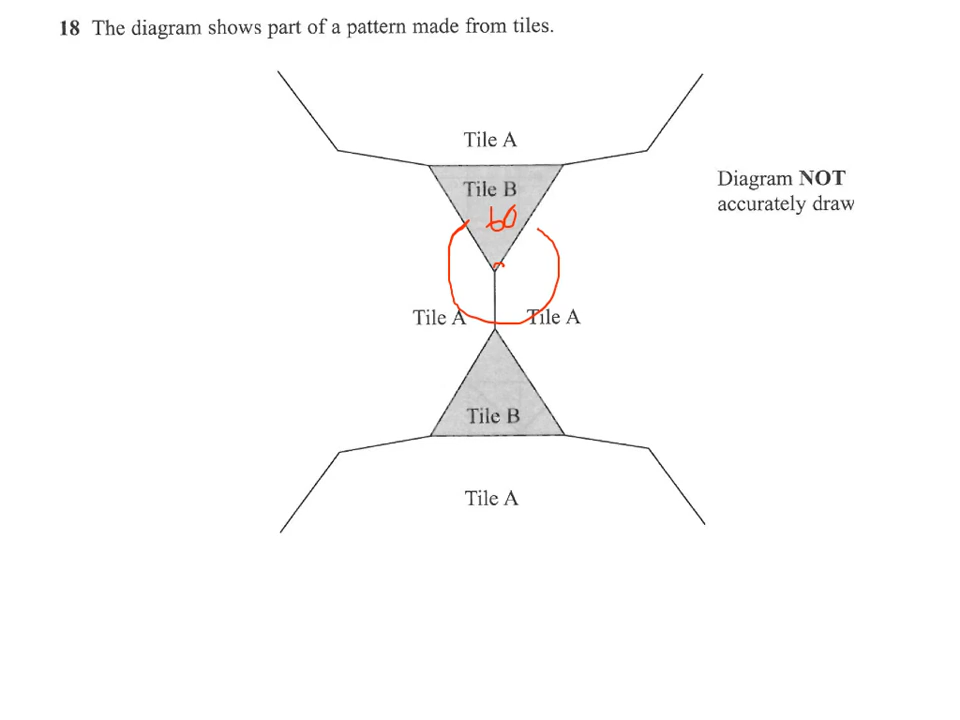 18 The diagram shows part of a pattern made from tiles.
Tile A
Tile B
Diagram NOT
accurately draw
60
Tile A
Tile A
Tile B
Tile A